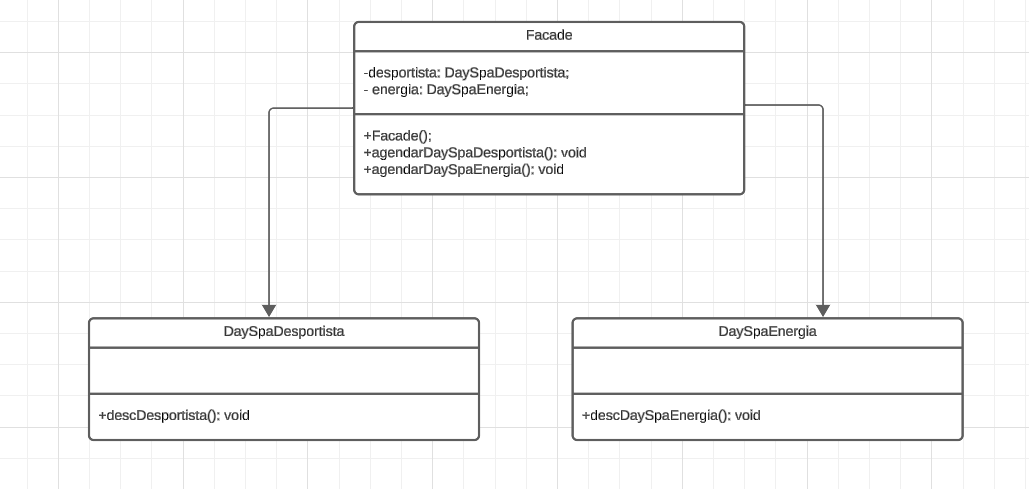 Facade
-desportista: DaySpaDesportista;
- energia: DaySpaEnergia;
+Facade();
+agendarDaySpaDesportista(): void
+agendarDaySpaEnergia(): void
DaySpaDesportista
+descDesportista(): void
DaySpaEnergia
+descDaySpaEnergia(): void